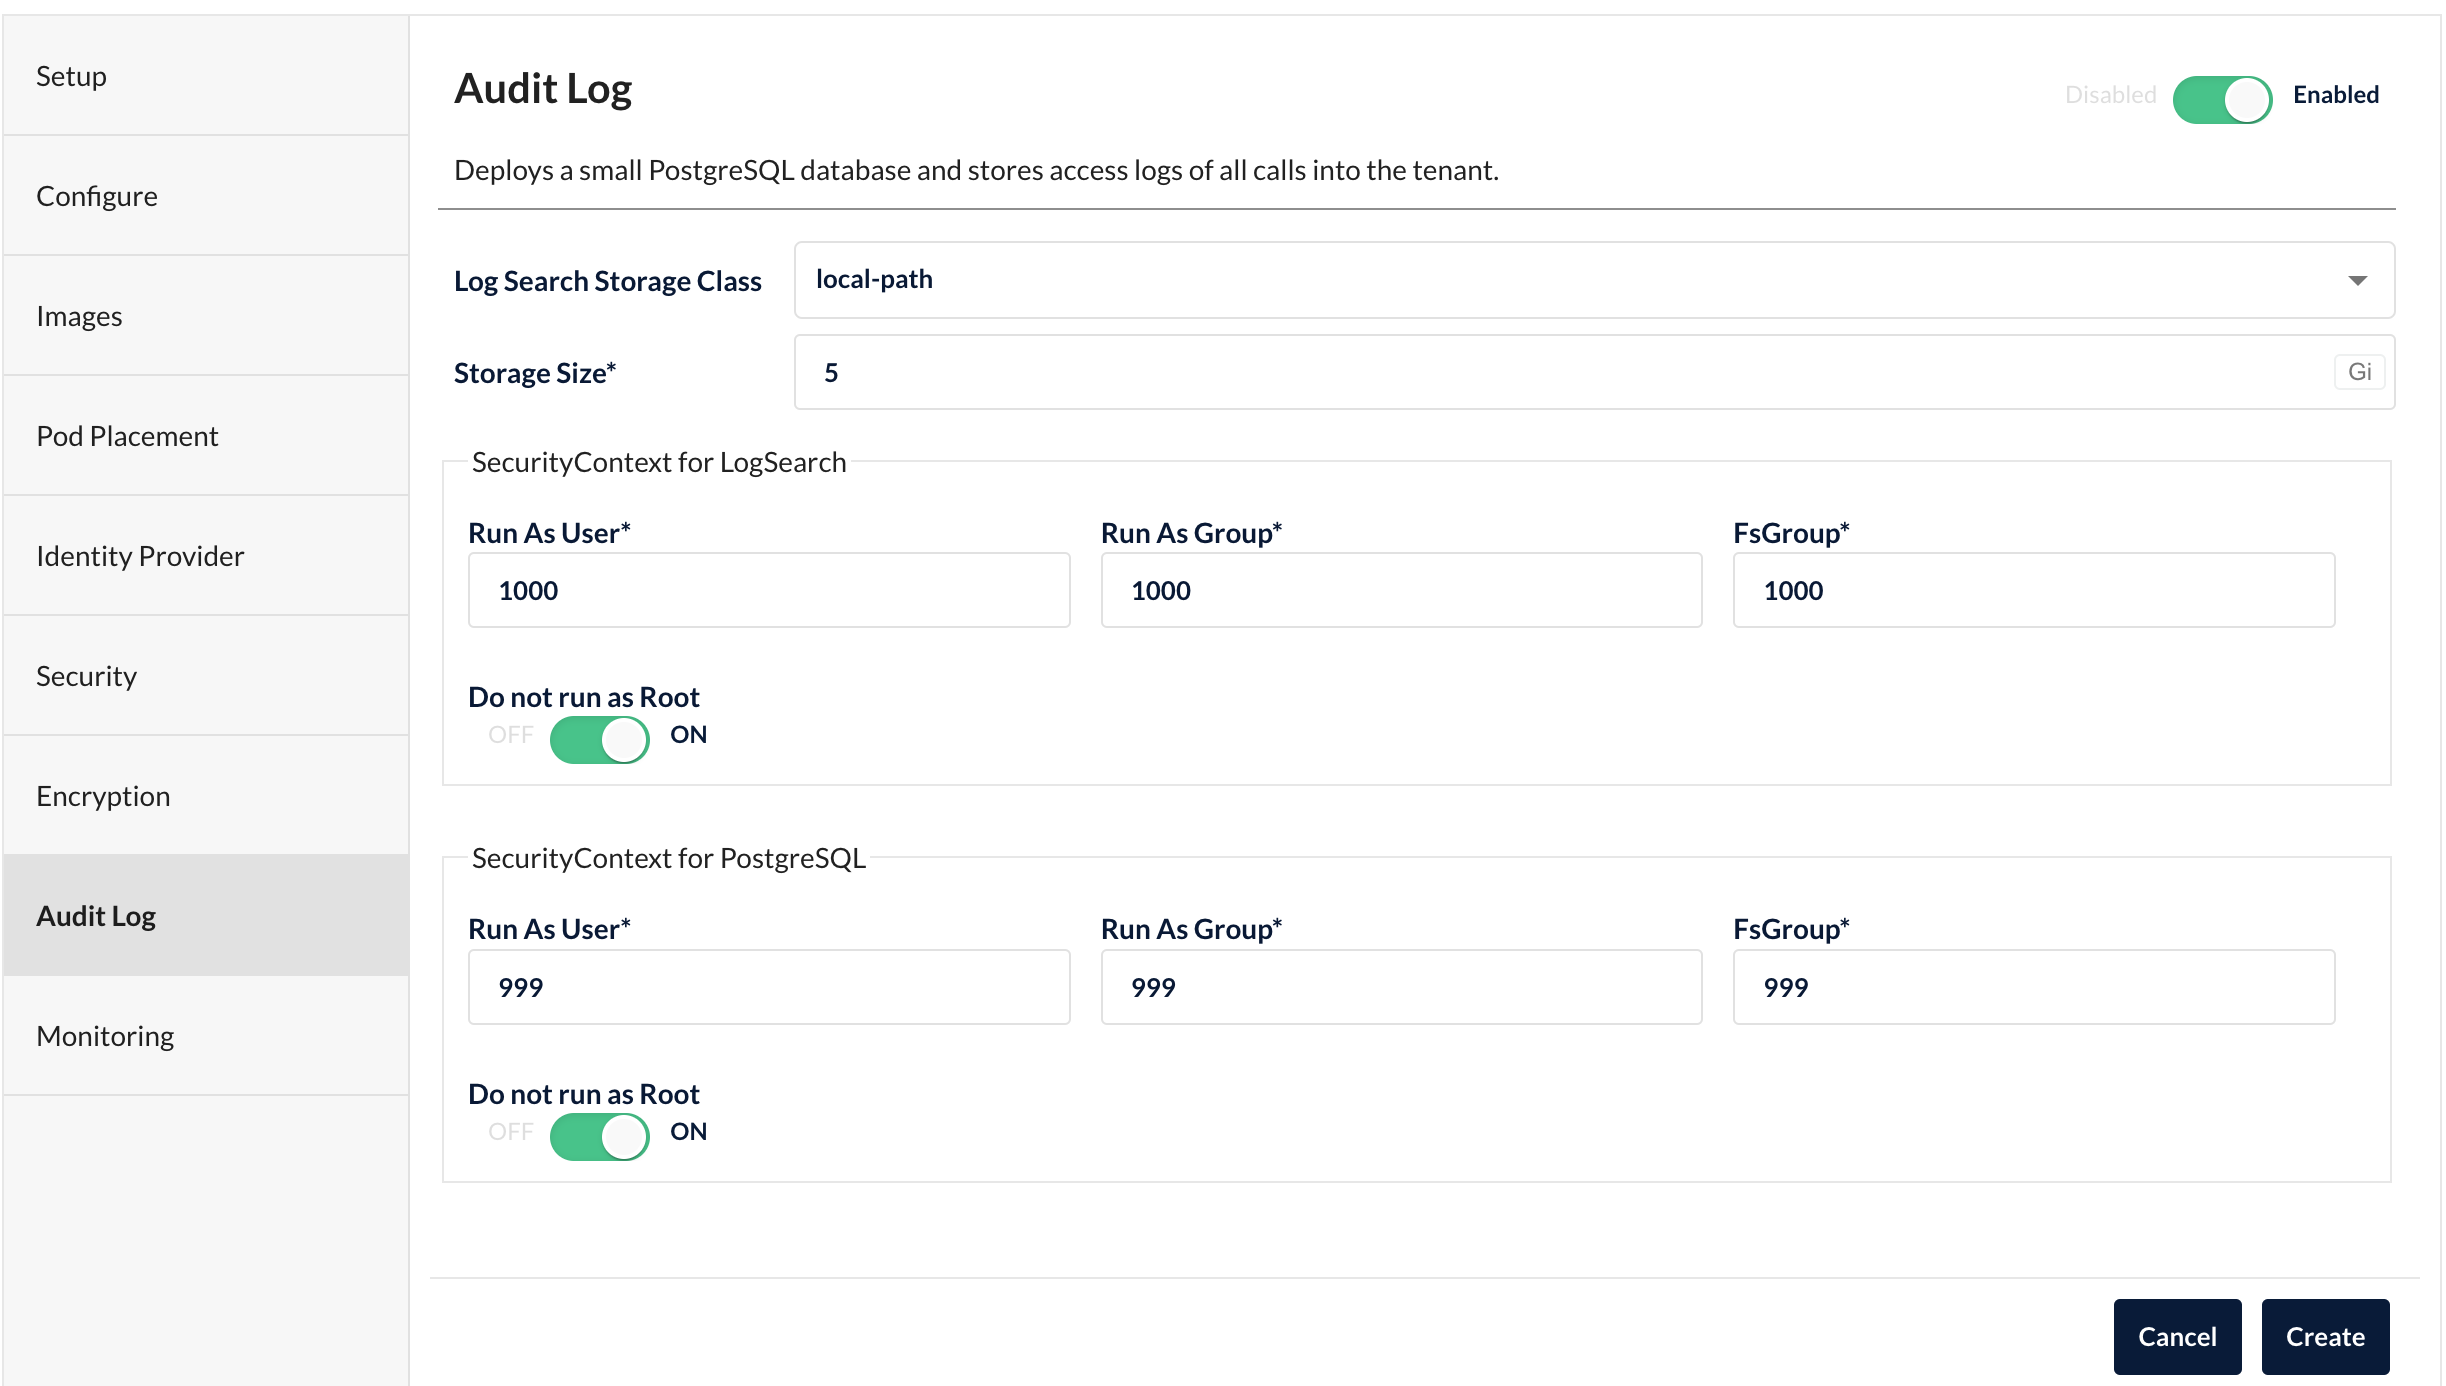 Setup
Configure
Images
Pod Placement
Identity Provider
Security
Encryption
Audit Log
Monitoring
Audit Log
Disabled Enabled
Deploys a small PostgreSQL database and stores access logs of all calls into the tenant.
Log Search Storage Class local-path
Storage Size* 5 Gi
SecurityContext for LogSearch
Run As User* Run As Group* FsGroup*
1000 1000 1000
Do not run as Root
OFF ON
SecurityContext for PostgreSQL
Run As User* Run As Group* FsGroup*
999 999 999
Do not run as Root
OFF ON
Cancel Create